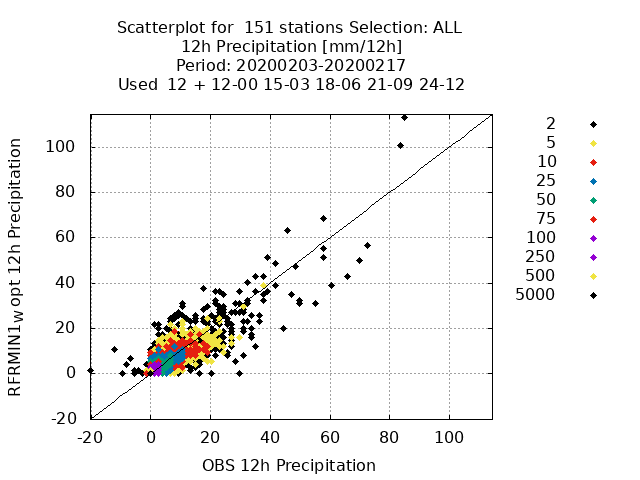 Scatterplot for  151 stations Selection: ALL
12h Precipitation [mm/12h]
Period: 20200203-20200217
Used  12 + 12-00 15-03 18-06 21-09 24-12
RFRMIN1W opt 12h Precipitation
100
80
60
40
20
0
-20
-20 0 20 40 60 80 100
OBS 12h Precipitation
2
5
10
25
50
75
100
250
500
5000